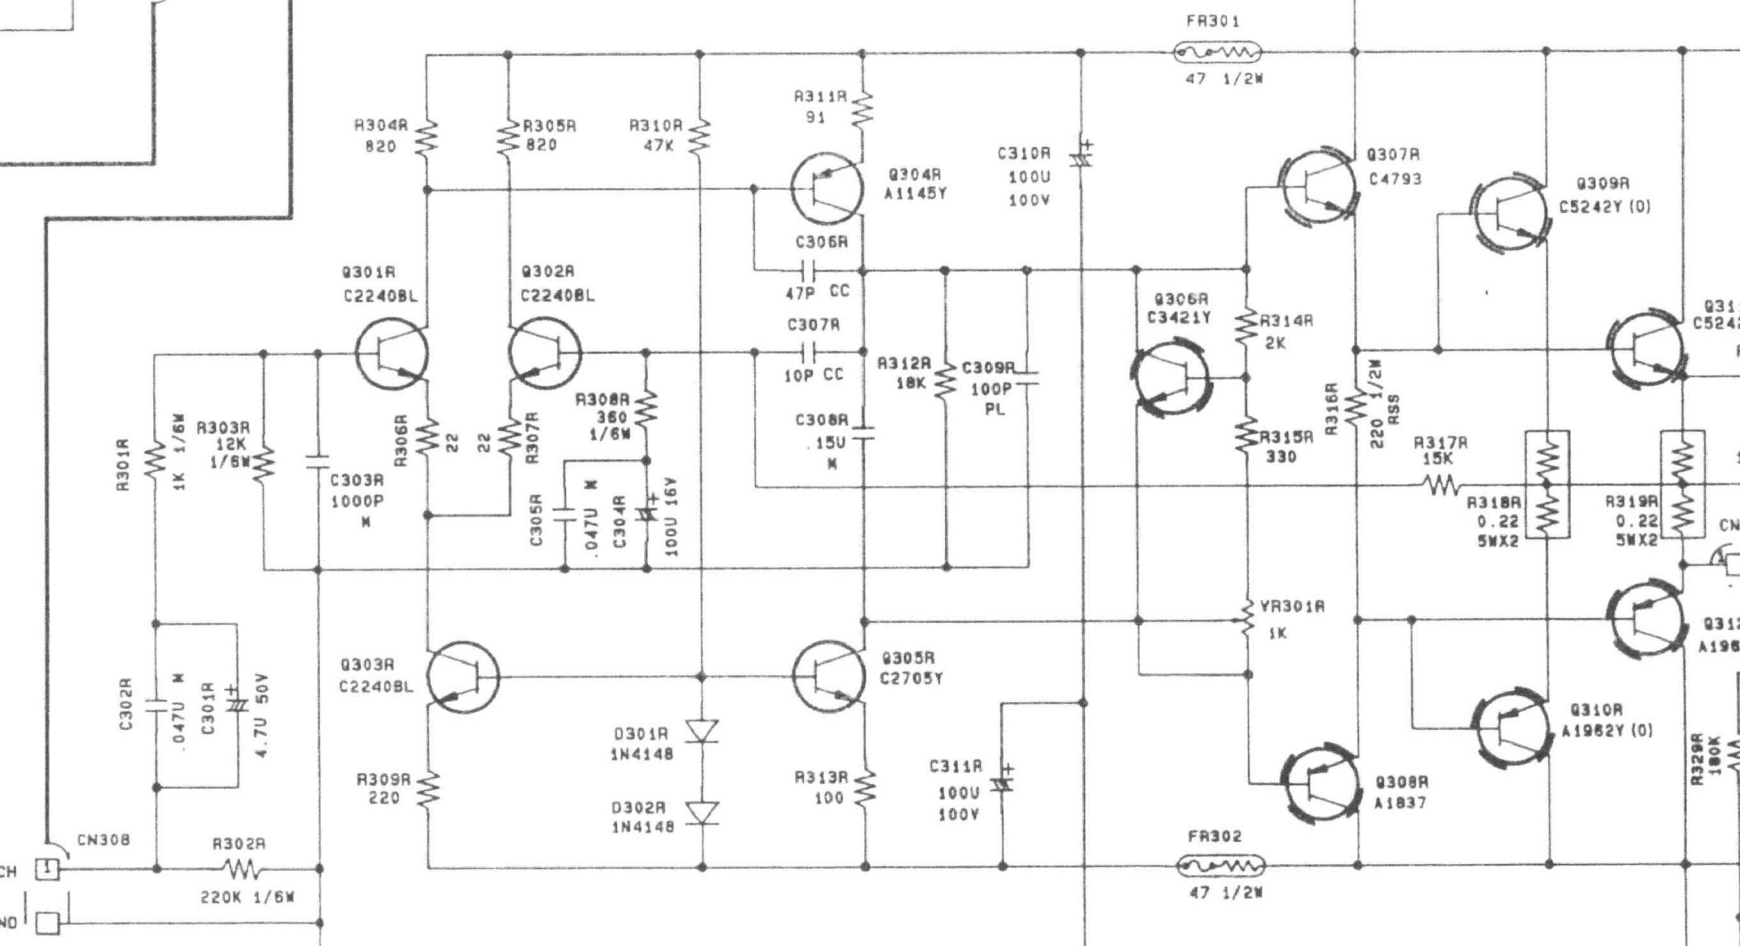 FR301
47 1/2W
R304R
820
R305R
820
R310R
47K
R311R
91
Q304R
A1145Y
C310R
100U
100V
Q307R
C4793
Q309R
C5242Y(O)
C306R
47P CC
Q301R
C2240BL
Q302R
C2240BL
Q306R
C3421Y
R314R
2K
C307R
10P CC
R312R
18K
C309R
100P
PL
R301R
1K 1/6W
R303R
12K
1/6W
C303R
1000P
M
R306R
22
22
R307R
R308R
360
1/6W
C308R
.15U
M
C305R
.047U M
C304R
+
100U 16V
R315R
330
R316R
220 1/2W
RSS
R317R
15K
R318R
0.22
5WX2
R319R
0.22
5WX2
CN
1
VR301R
1K
Q303R
C2240BL
Q305R
C2705Y
C302R
.047U M
C301R
+
4.7U 50V
D301R
1N4148
D302R
1N4148
R309R
220
R313R
100
C311R
100U
100V
Q308R
A1837
Q310R
A1962Y(O)
R329R
180K
CN308
1
R302R
220K 1/6W
FR302
47 1/2W